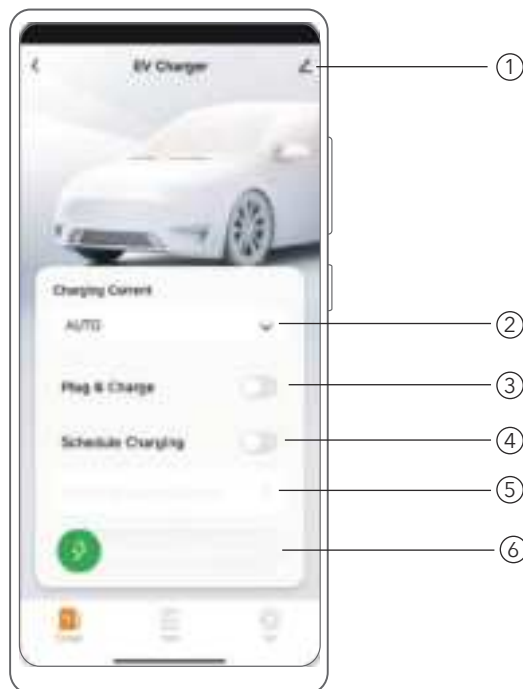 EV Charger
①
Charging Current
AUTO
②
Plug & Charge
③
Schedule Charging
④
⑤
⑥